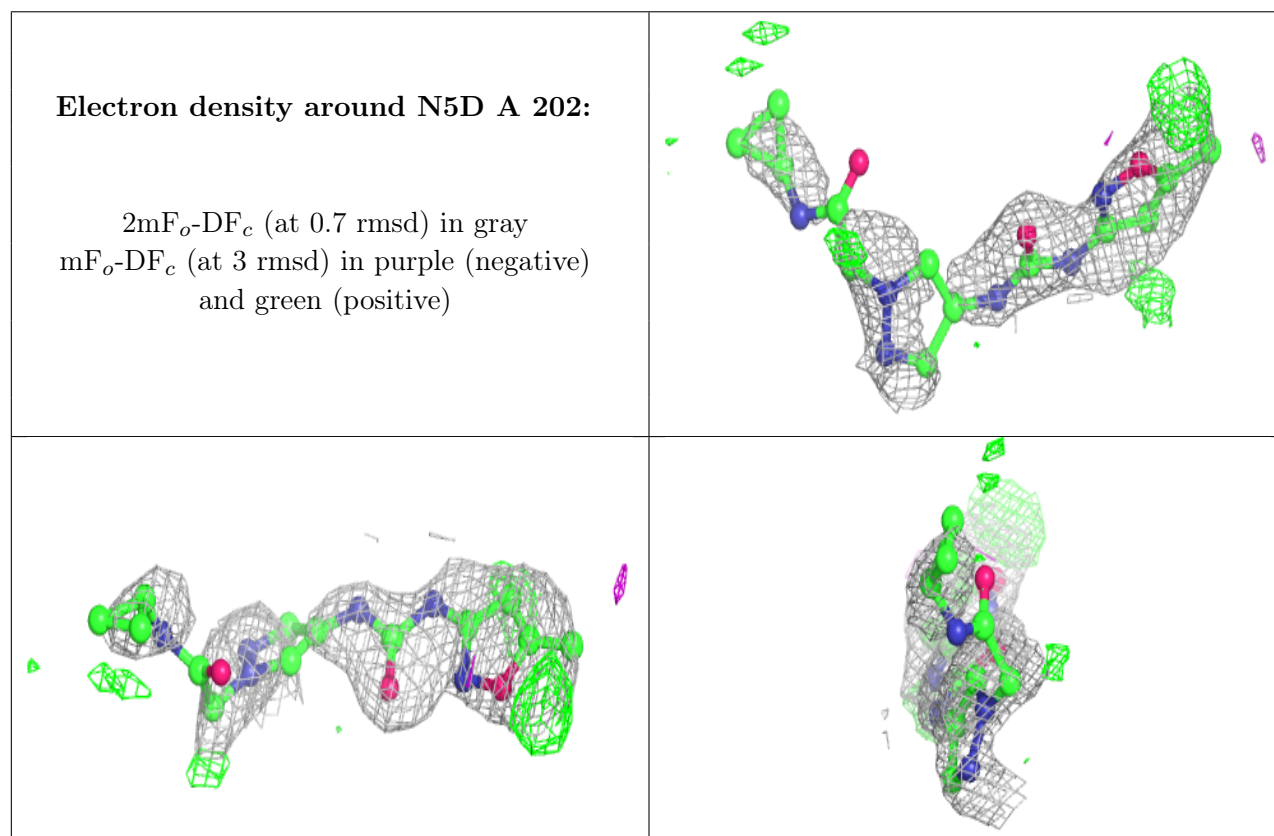 Electron density around N5D A 202:
2mFo-DFc (at 0.7 rmsd) in gray
mFo-DFc (at 3 rmsd) in purple (negative)
and green (positive)